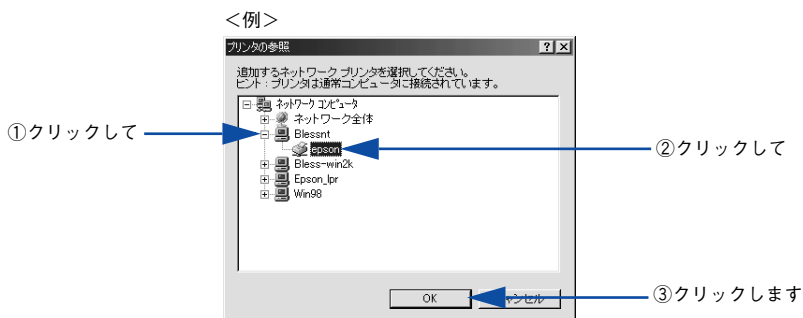 <例>
プリンタの参照
追加するネットワーク プリンタを選択してください。
ヒント : プリンタは通常コンピュータに接続されています。
ネットワーク コンピュータ
ネットワーク全体
①クリックして
Blessnt
epson
②クリックして
Bless-win2k
Epson_lpr
Win98
OK
キャンセル
③クリックします